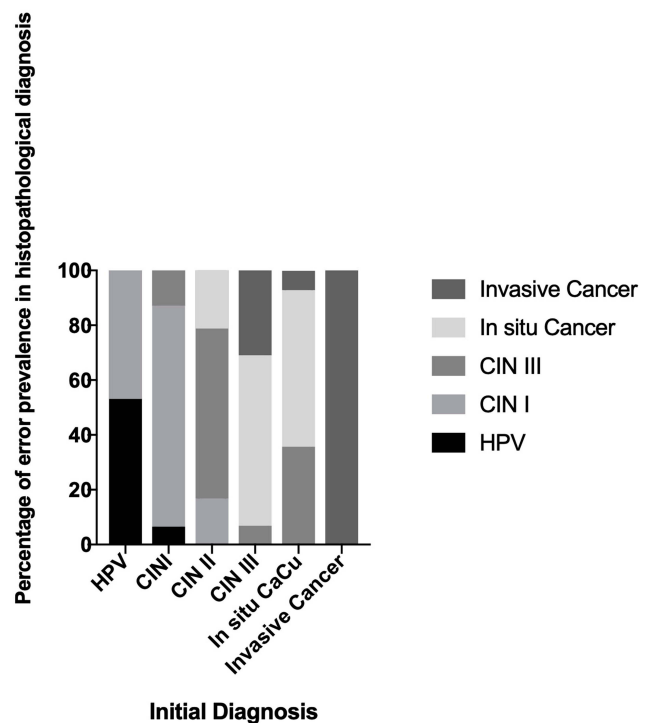 Percentage of error prevalence in histopathological diagnosis
100
80
60
40
20
0
HPV
CINI
CIN II
CIN III
In situ CaCu
Invasive Cancer
Initial Diagnosis
Invasive Cancer
In situ Cancer
CIN III
CIN I
HPV